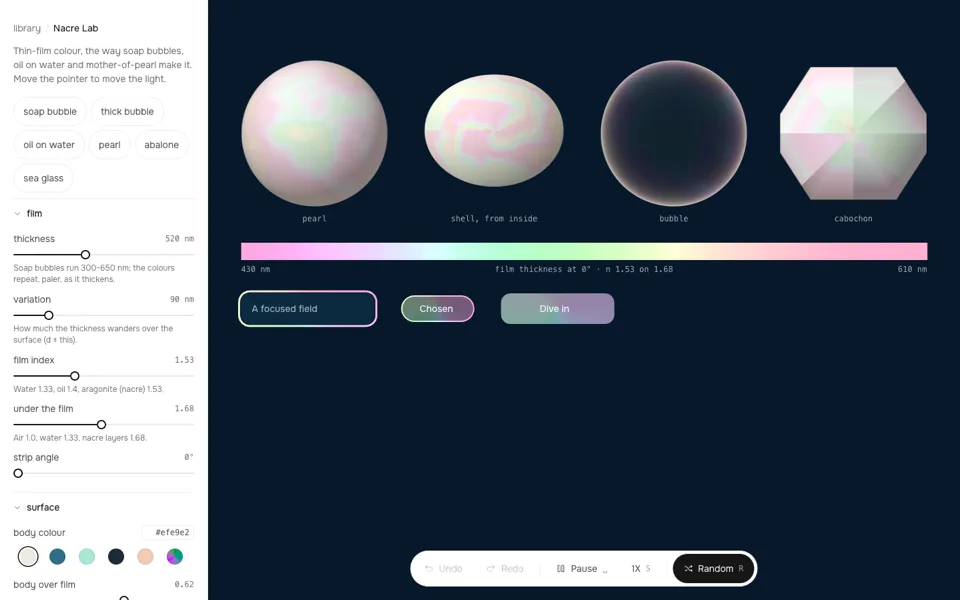 library / Nacre Lab
Thin-film colour, the way soap bubbles,
oil on water and mother-of-pearl make it.
Move the pointer to move the light.
soap bubble
thick bubble
oil on water
pearl
abalone
sea glass
film
thickness 520 nm
Soap bubbles run 300–650 nm; the colours
repeat, paler, as it thickens.
variation 90 nm
How much the thickness wanders over the
surface (d ± this).
film index 1.53
Water 1.33, oil 1.4, aragonite (nacre) 1.53.
under the film 1.68
Air 1.0, water 1.33, nacre layers 1.68.
strip angle 0°
surface
body colour #efe9e2
body over film 0.62
pearl
shell, from inside
bubble
cabochon
430 nm
film thickness at 0° · n 1.53 on 1.68
610 nm
A focused field
Chosen
Dive in
Undo
Redo
Pause ␣
1X S
Random R